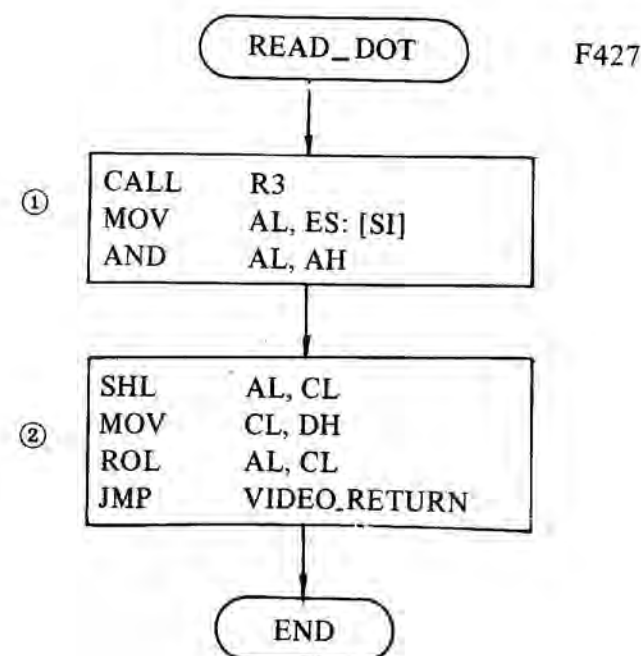 READ_DOT F427
①
CALL R3
MOV AL, ES: [SI]
AND AL, AH
②
SHL AL, CL
MOV CL, DH
ROL AL, CL
JMP VIDEO_RETURN
END